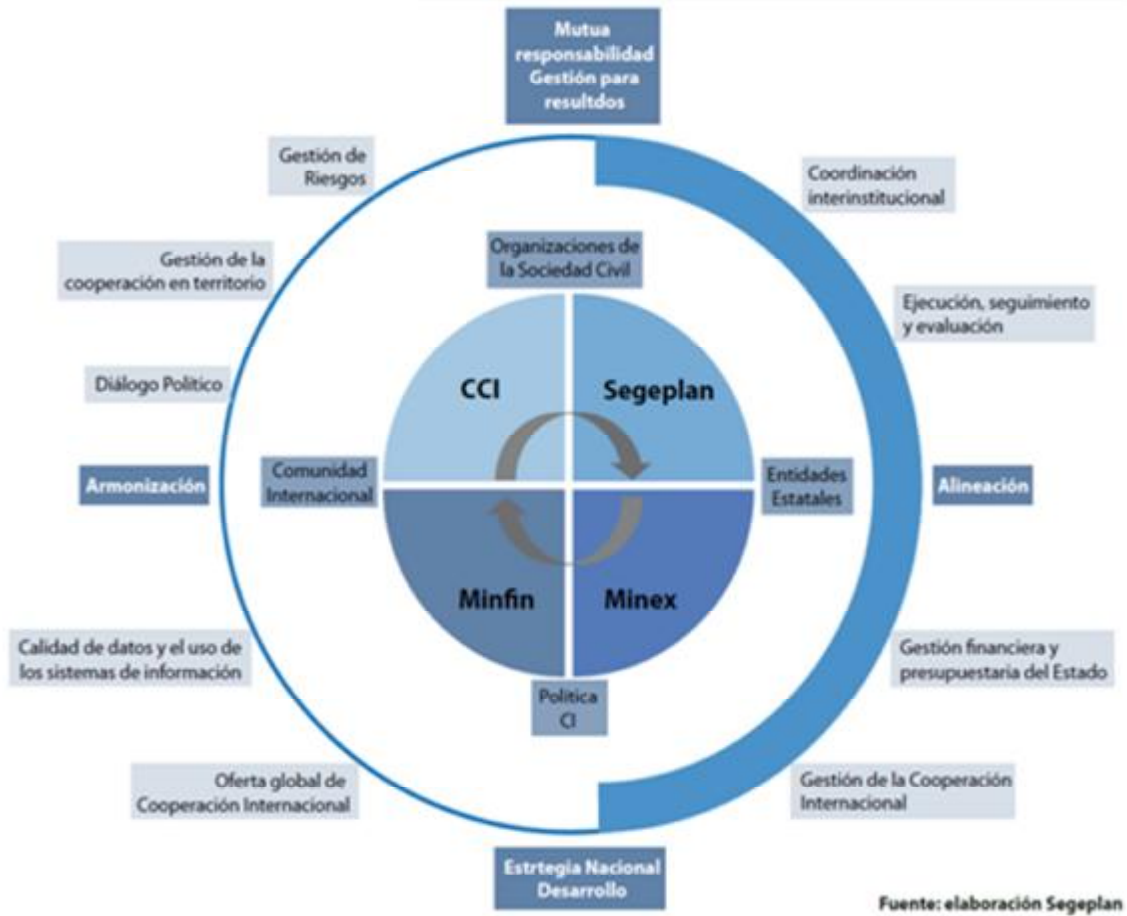 Mutua
responsabilidad
Gestión para
resultdos
Gestión de
Riesgos
Coordinación
interinstitucional
Gestión de la
cooperación en territorio
Organizaciones de
la Sociedad Civil
Ejecución, seguimiento
y evaluación
Diálogo Político
CCI
Segeplan
Armonización
Comunidad
Internacional
Entidades
Estatales
Alineación
Minfin
Minex
Calidad de datos y el uso de
los sistemas de información
Gestión financiera y
presupuestaria del Estado
Política
CI
Oferta global de
Cooperación Internacional
Gestión de la Cooperación
Internacional
Estrtegia Nacional
Desarrollo
Fuente: elaboración Segeplan